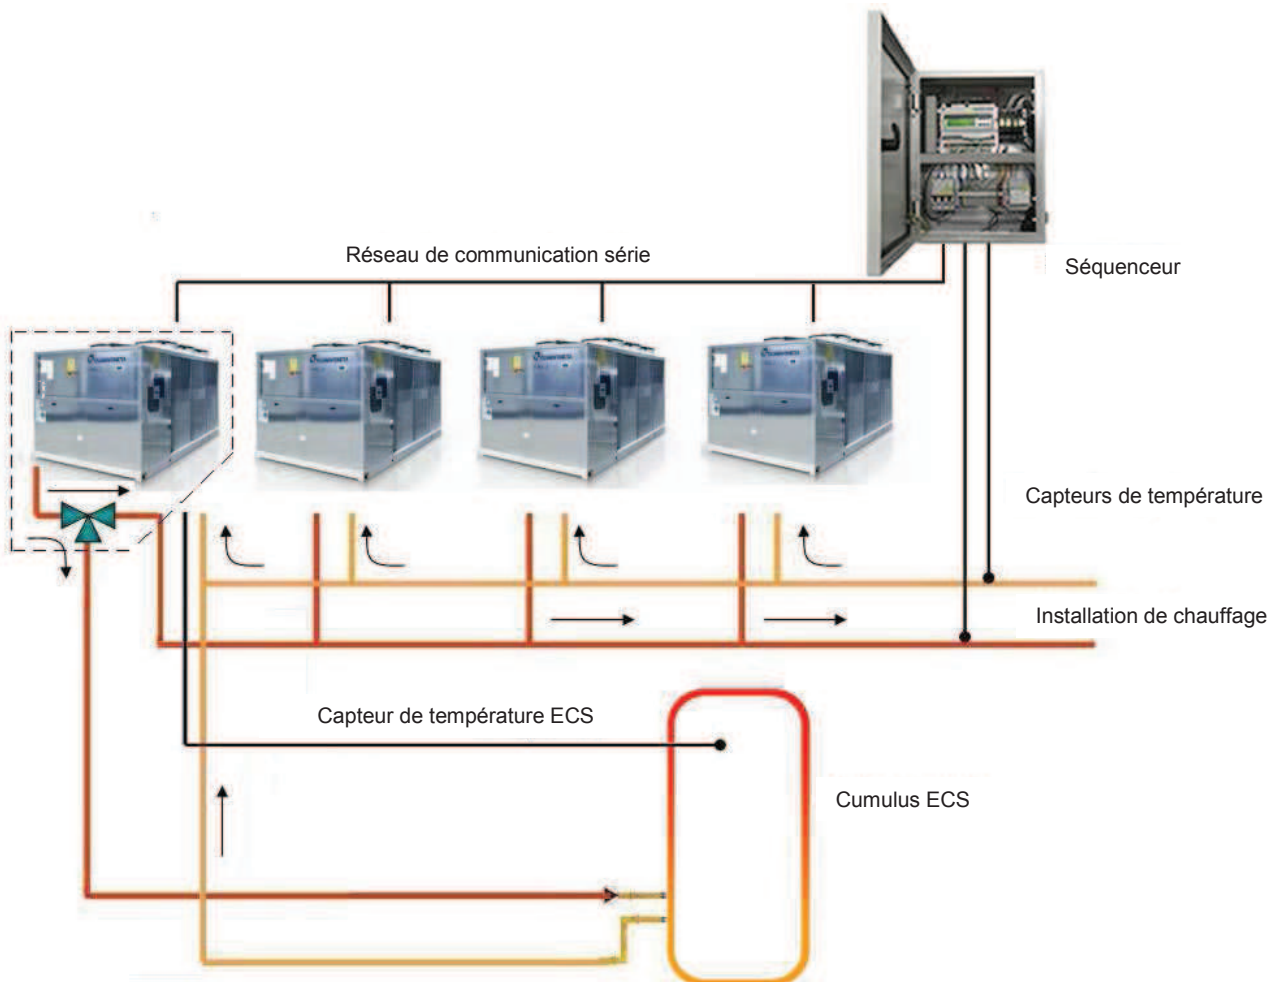 Réseau de communication série
Séquenceur
Capteurs de température
Installation de chauffage
Capteur de température ECS
Cumulus ECS